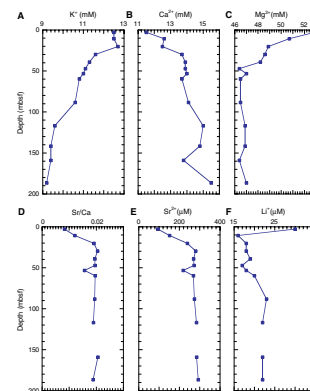 A K⁺ (mM) B Ca²⁺ (mM) C Mg²⁺ (mM)
9 11 13 11 13 15 46 48 50 52
Depth (mbsf)
0
50
100
150
200
D Sr/Ca E Sr²⁺(µM) F Li⁺(µM)
0 0.02 0 200 400 15 25
Depth (mbsf)
0
50
100
150
200